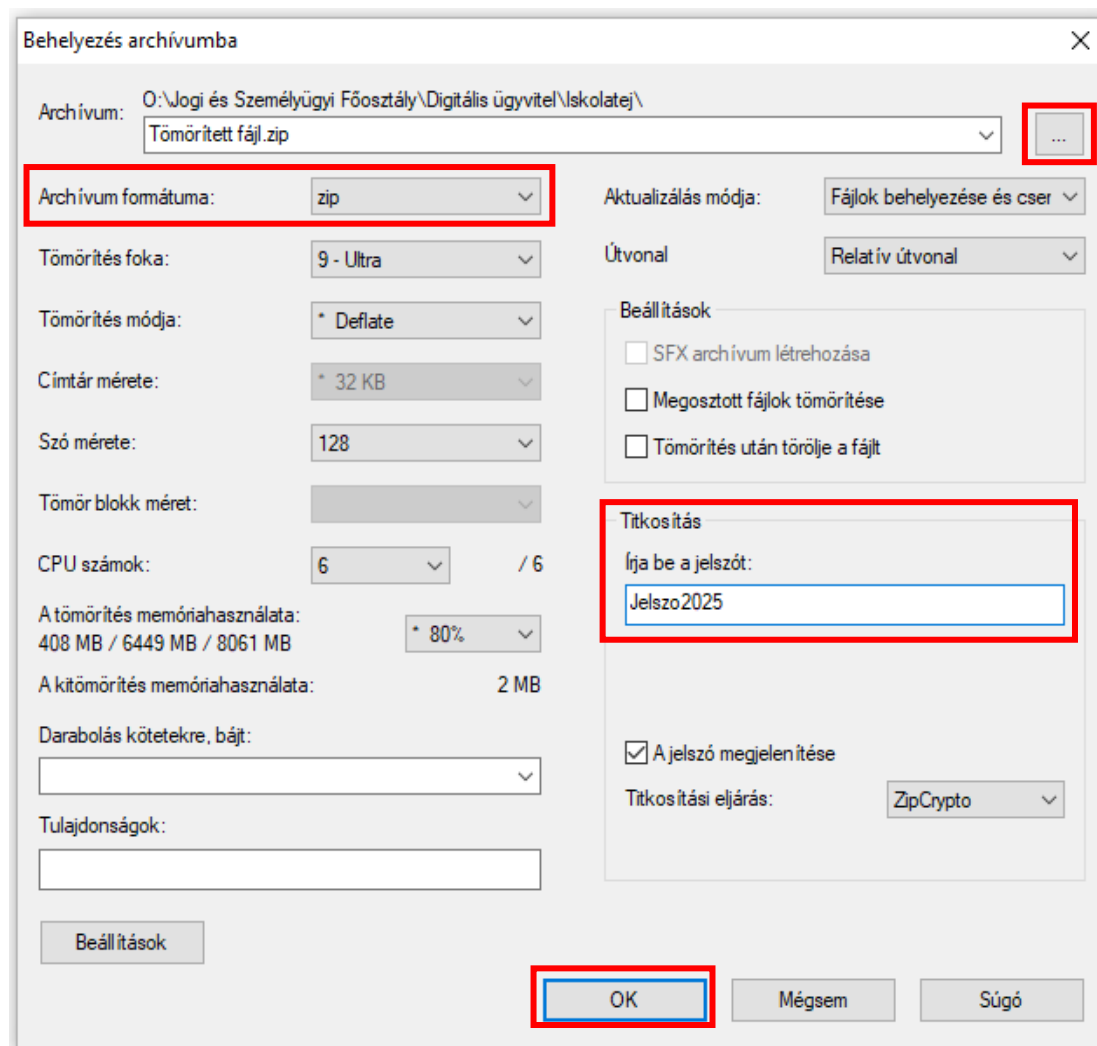 Behelyezés archívumba
Archívum:
O:\Jogi és Személyügyi Főosztály\Digitális ügyvitel\Iskolatej\
Tömörített fájl.zip
...
Archívum formátuma: zip
Aktualizálás módja: Fájlok behelyezése és cser
Tömörítés foka: 9 - Ultra
Útvonal Relatív útvonal
Tömörítés módja: * Deflate
Címtár mérete: * 32 KB
Szó mérete: 128
Tömör blokk méret:
CPU számok: 6 / 6
A tömörítés memóriahasználata:
408 MB / 6449 MB / 8061 MB * 80%
A kitömörítés memóriahasználata: 2 MB
Darabolás kötetekre, bájt:
Tulajdonságok:
Beállítások
Beállítások
SFX archívum létrehozása
Megosztott fájlok tömörítése
Tömörítés után törölje a fájlt
Titkosítás
Írja be a jelszót:
Jelszo2025
A jelszó megjelenítése
Titkosítási eljárás: ZipCrypto
OK Mégsem Súgó